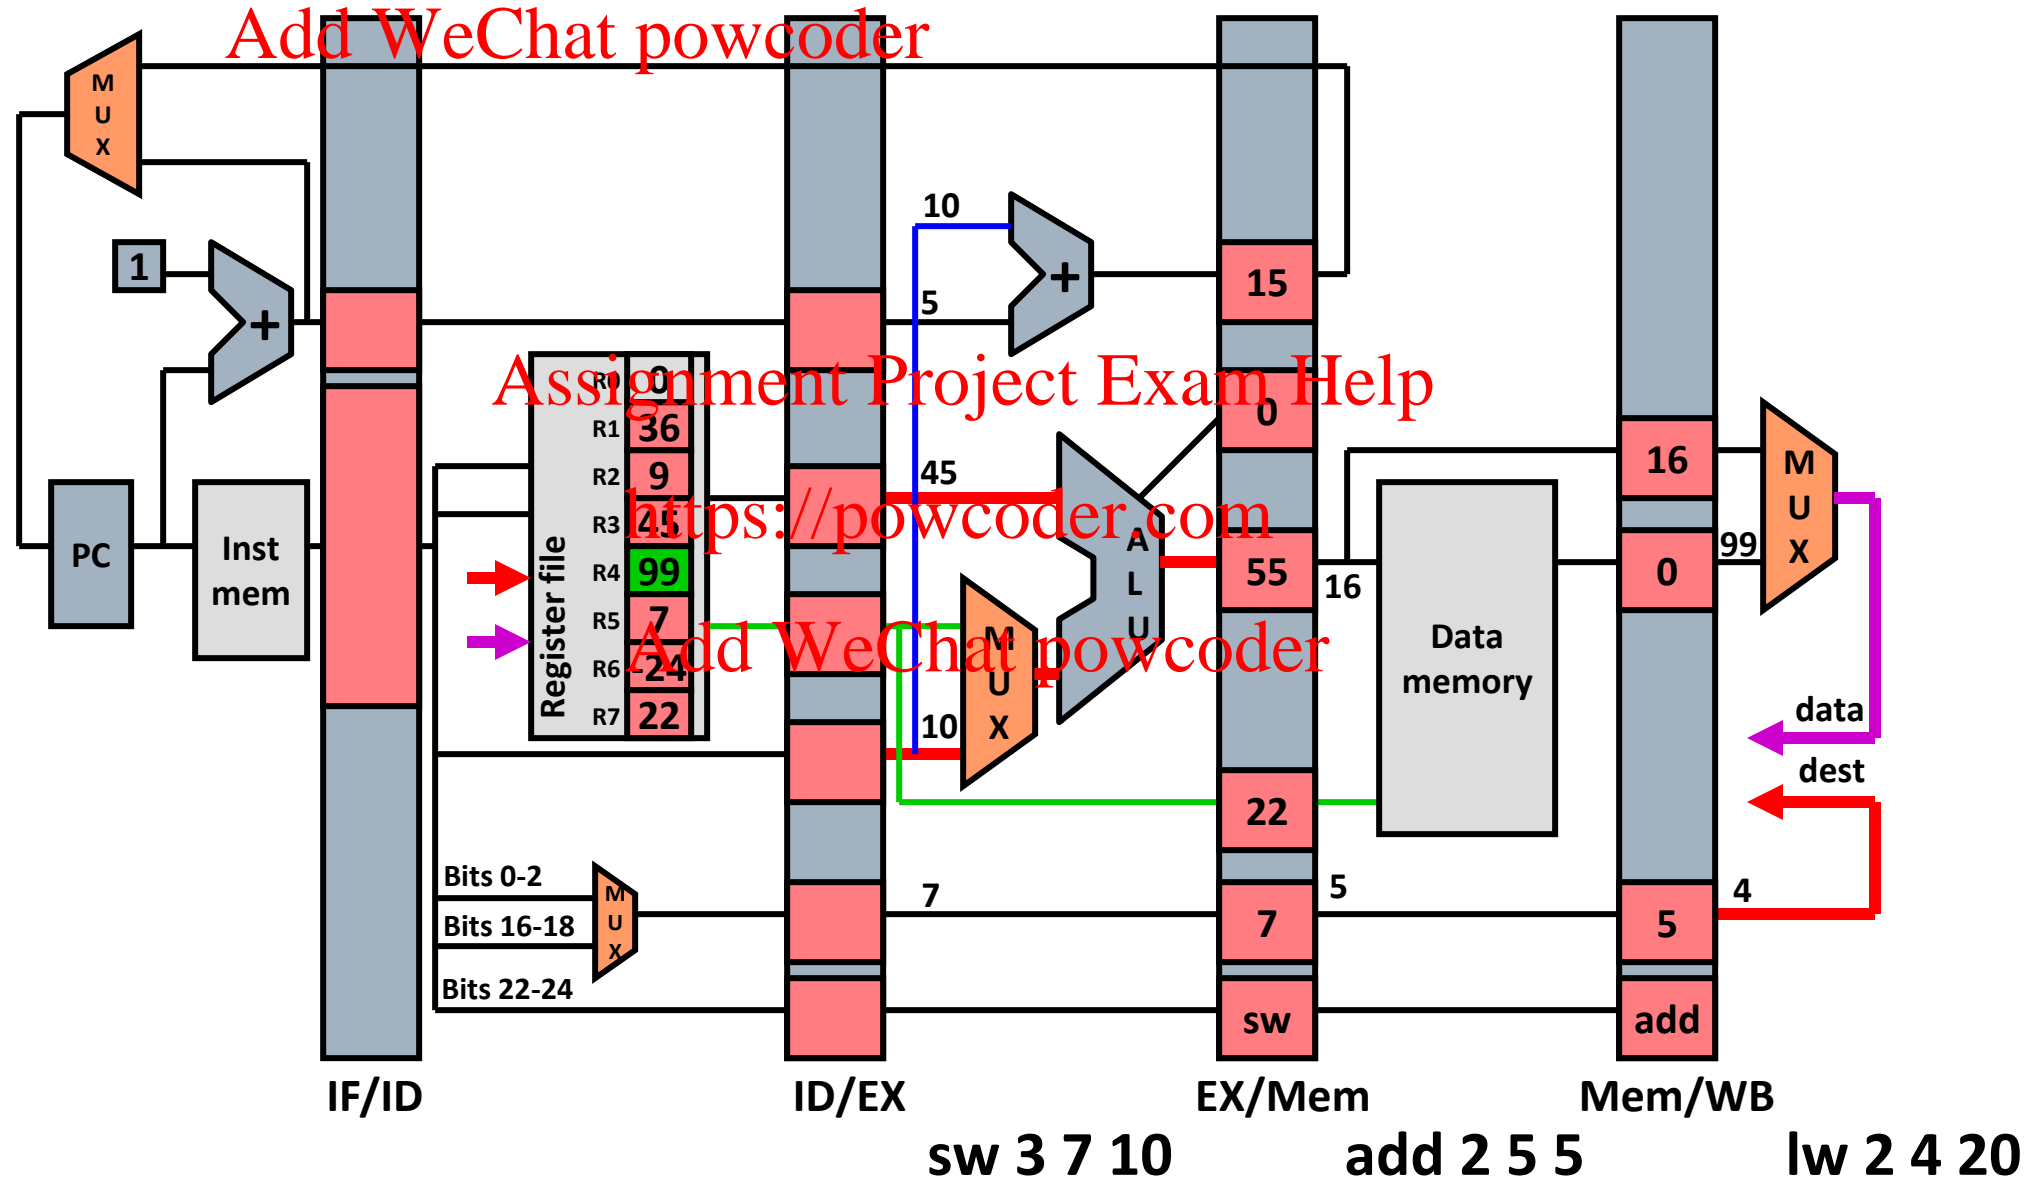 Add WeChat powcoder
M
U
X
1
+
PC
Inst
mem
Register file
R0 0
R1 36
R2 9
R3 45
R4 99
R5 7
R6 -24
R7 22
Bits 0-2
Bits 16-18
Bits 22-24
M
U
X
10
5
+
Assignment Project Exam Help
45
https://powcoder.com
A
L
U
Add WeChat powcoder
M
U
X
10
7
15
0
55
22
7
sw
16
5
Data
memory
16
0
5
add
99
M
U
X
data
dest
4
IF/ID
ID/EX
EX/Mem
Mem/WB
sw 3 7 10
add 2 5 5
lw 2 4 20